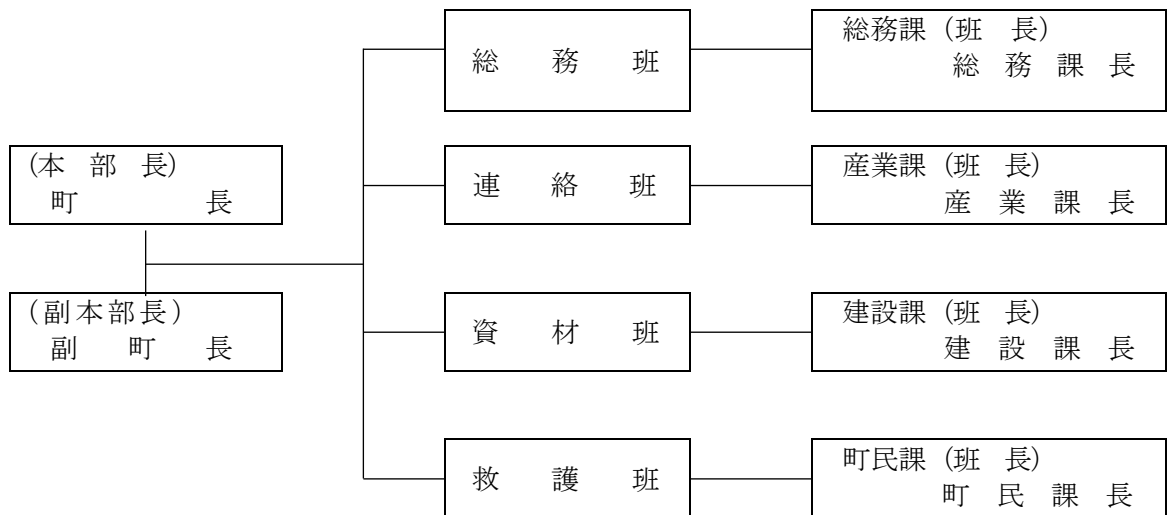 総務班
総務課（班長）
総務課長
(本部長)
町長
連絡班
産業課（班長）
産業課長
(副本部長)
副町長
資材班
建設課（班長）
建設課長
救護班
町民課（班長）
町民課長